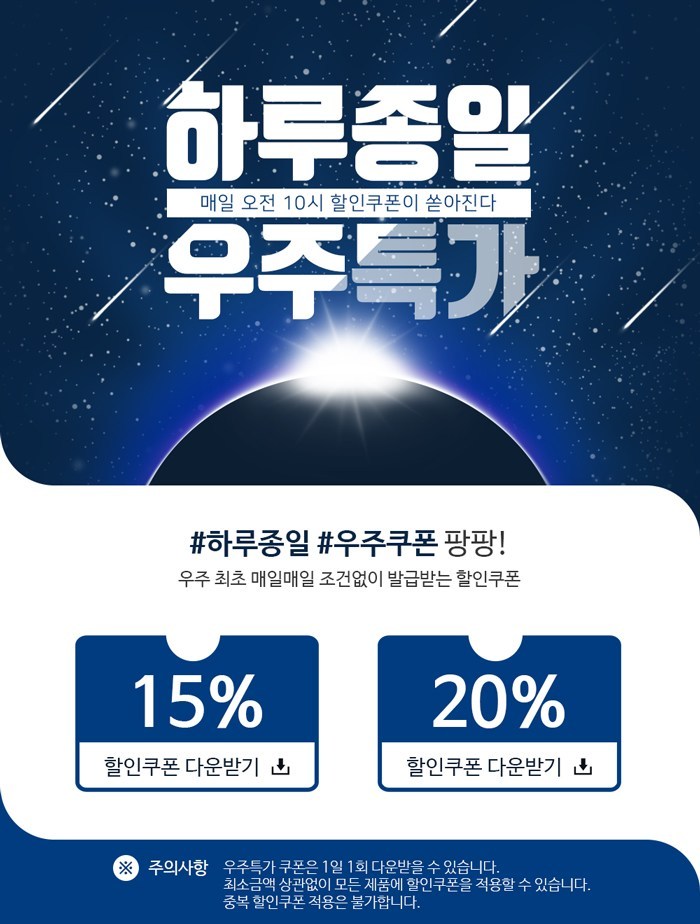 하루종일
매일 오전 10시 할인쿠폰이 쏟아진다
우주특가
#하루종일 #우주쿠폰 팡팡!
우주 최초 매일매일 조건없이 발급받는 할인쿠폰
15%
할인쿠폰 다운받기
20%
할인쿠폰 다운받기
※ 주의사항
우주특가 쿠폰은 1일 1회 다운받을 수 있습니다.
최소금액 상관없이 모든 제품에 할인쿠폰을 적용할 수 있습니다.
중복 할인쿠폰 적용은 불가합니다.